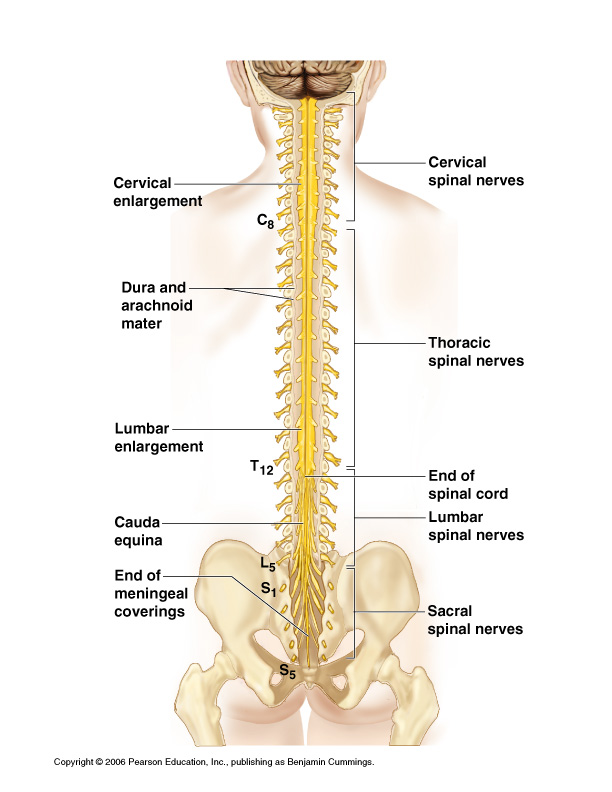 Cervical
enlargement
C8
Dura and
arachnoid
mater
Lumbar
enlargement
T12
Cauda
equina
L5
End of
meningeal
coverings
S1
S5
Cervical
spinal nerves
Thoracic
spinal nerves
End of
spinal cord
Lumbar
spinal nerves
Sacral
spinal nerves
Copyright © 2006 Pearson Education, Inc., publishing as Benjamin Cummings.